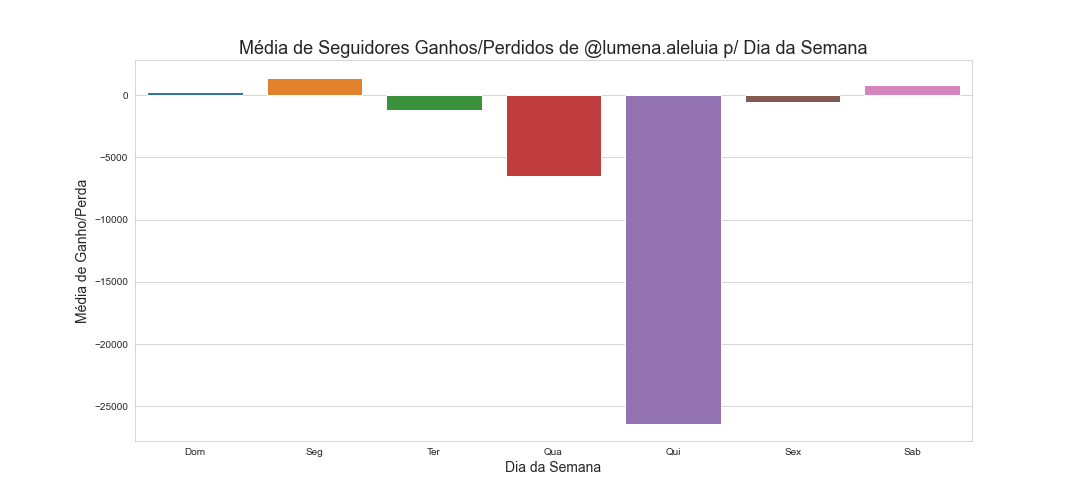 Média de Seguidores Ganhos/Perdidos de @lumena.aleluia p/ Dia da Semana
Média de Ganho/Perda
0
−5000
−10000
−15000
−20000
−25000
Dom Seg Ter Qua Qui Sex Sab
Dia da Semana